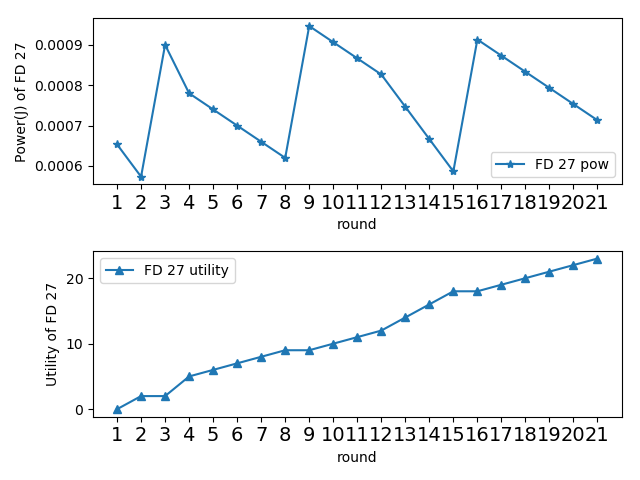 Power(J) of FD 27
0.0009
0.0008
0.0007
0.0006
FD 27 pow
1 2 3 4 5 6 7 8 9 10 11 12 13 14 15 16 17 18 19 20 21
round
Utility of FD 27
20
10
0
FD 27 utility
1 2 3 4 5 6 7 8 9 10 11 12 13 14 15 16 17 18 19 20 21
round